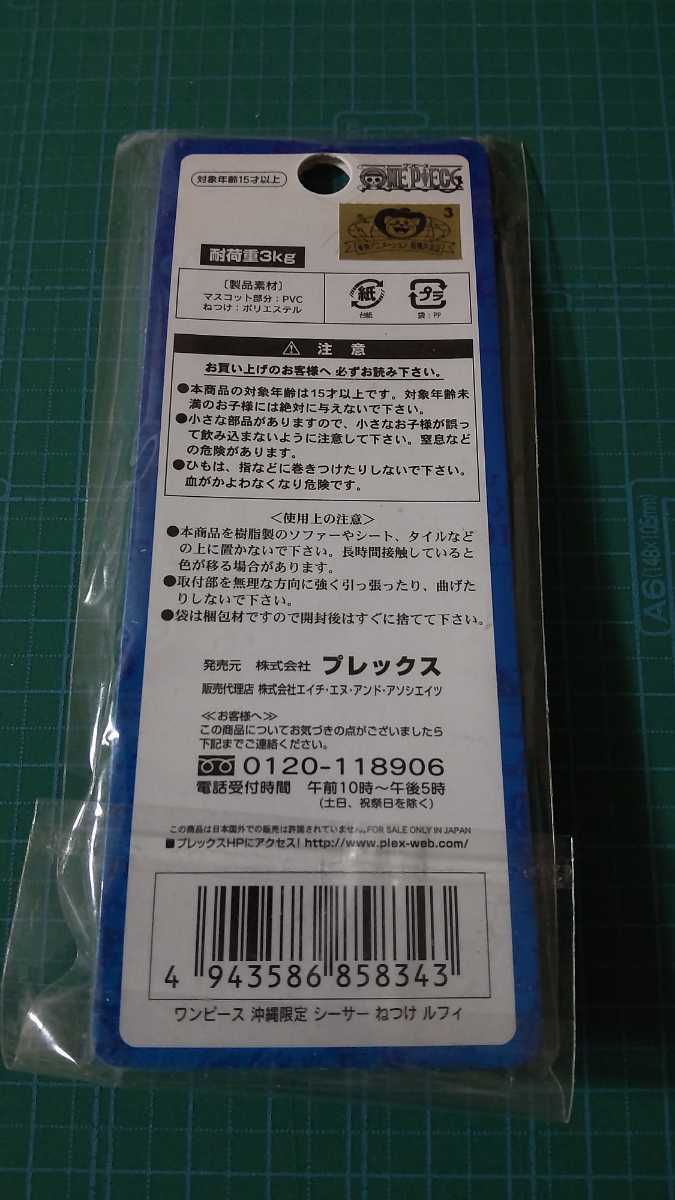 対象年齢15才以上
ONE PIECE
3
耐荷重3kg
〔製品素材〕
マスコット部分：PVC
ねつけ：ポリエステル
紙
台紙
プラ
袋：PP
⚠ 注意
お買い上げのお客様へ 必ずお読み下さい。
●本商品の対象年齢は15才以上です。対象年齢未
満のお子様には絶対に与えないで下さい。
●小さな部品がありますので、小さなお子様が誤っ
て飲み込まないように注意して下さい。窒息など
の危険があります。
●ひもは、指などに巻きつけたりしないで下さい。
血がかよわなくなり危険です。
＜使用上の注意＞
●本商品を樹脂製のソファーやシート、タイルなど
の上に置かないで下さい。長時間接触していると
色が移る場合があります。
●取付部を無理な方向に強く引っ張ったり、曲げた
りしないで下さい。
●袋は梱包材ですので開封後はすぐに捨てて下さい。
発売元 株式会社 プレックス
販売代理店 株式会社エイチ・エヌ・アンド・アソシエイツ
≪お客様へ≫
この商品についてお気づきの点がございましたら
下記までご連絡ください。
0120-118906
電話受付時間 午前10時〜午後5時
(土日、祝祭日を除く)
この商品は日本国外での販売は許諾されていません。FOR SALE ONLY IN JAPAN
■プレックスHPにアクセス! http://www.plex-web.com/
4 943586 858343
ワンピース 沖縄限定 シーサー ねつけ ルフィ
A6(148×105mm)